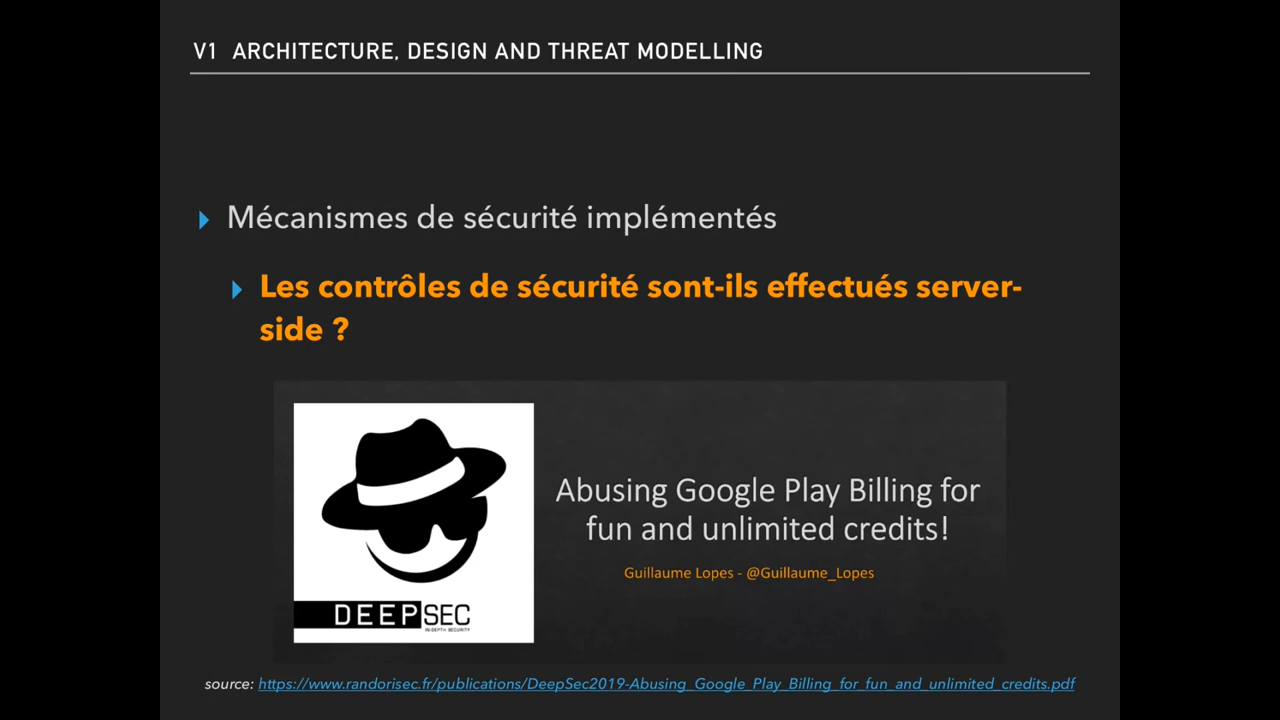 V1 ARCHITECTURE, DESIGN AND THREAT MODELLING
Mécanismes de sécurité implémentés
Les contrôles de sécurité sont-ils effectués server-
side ?
Abusing Google Play Billing for
fun and unlimited credits!
Guillaume Lopes - @Guillaume_Lopes
DEEPSEC
IN-DEPTH SECURITY
source: https://www.randorisec.fr/publications/DeepSec2019-Abusing_Google_Play_Billing_for_fun_and_unlimited_credits.pdf